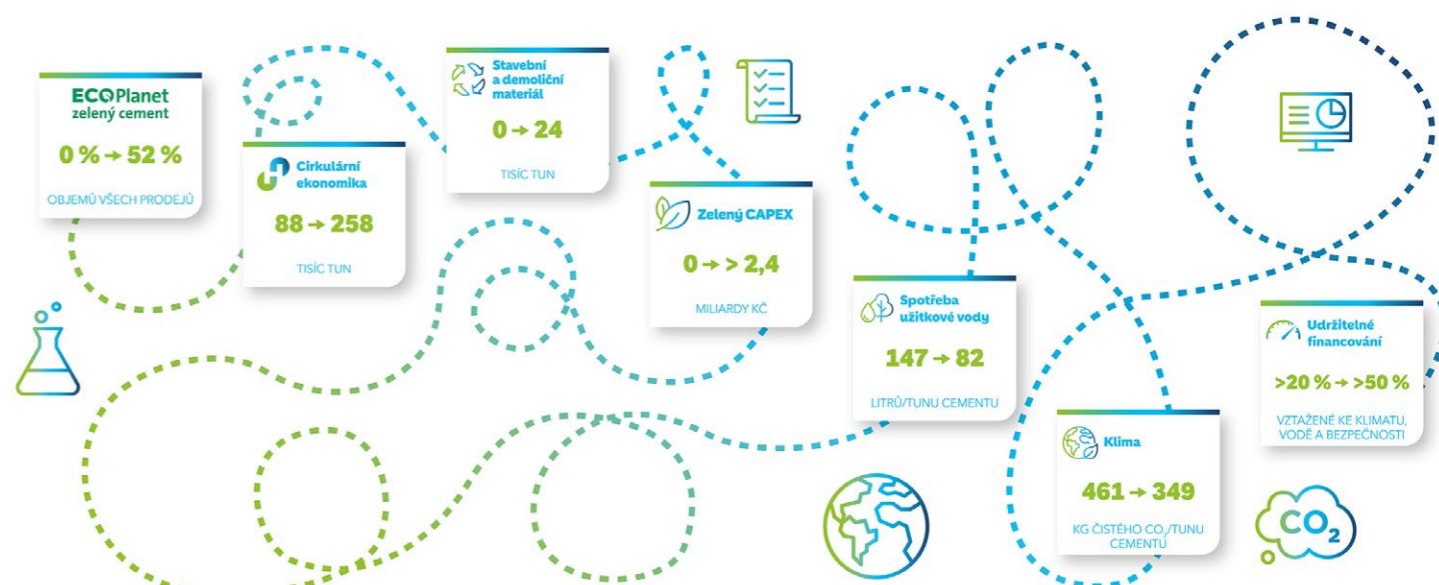 ECOPlanet
zelený cement
0 % → 52 %
OBJEMŮ VŠECH PRODEJŮ
Cirkulární
ekonomika
88 → 258
TISÍC TUN
Stavební
a demoliční
materiál
0 → 24
TISÍC TUN
Zelený CAPEX
0 → > 2,4
MILIARDY KČ
Spotřeba
užitkové vody
147 → 82
LITRŮ/TUNU CEMENTU
Klima
461 → 349
KG ČISTÉHO CO₂/TUNU
CEMENTŮ
Udržitelné
financování
>20 % → >50 %
VZTAŽENÉ KE KLIMATU,
VODĚ A BEZPEČNOSTI
CO₂